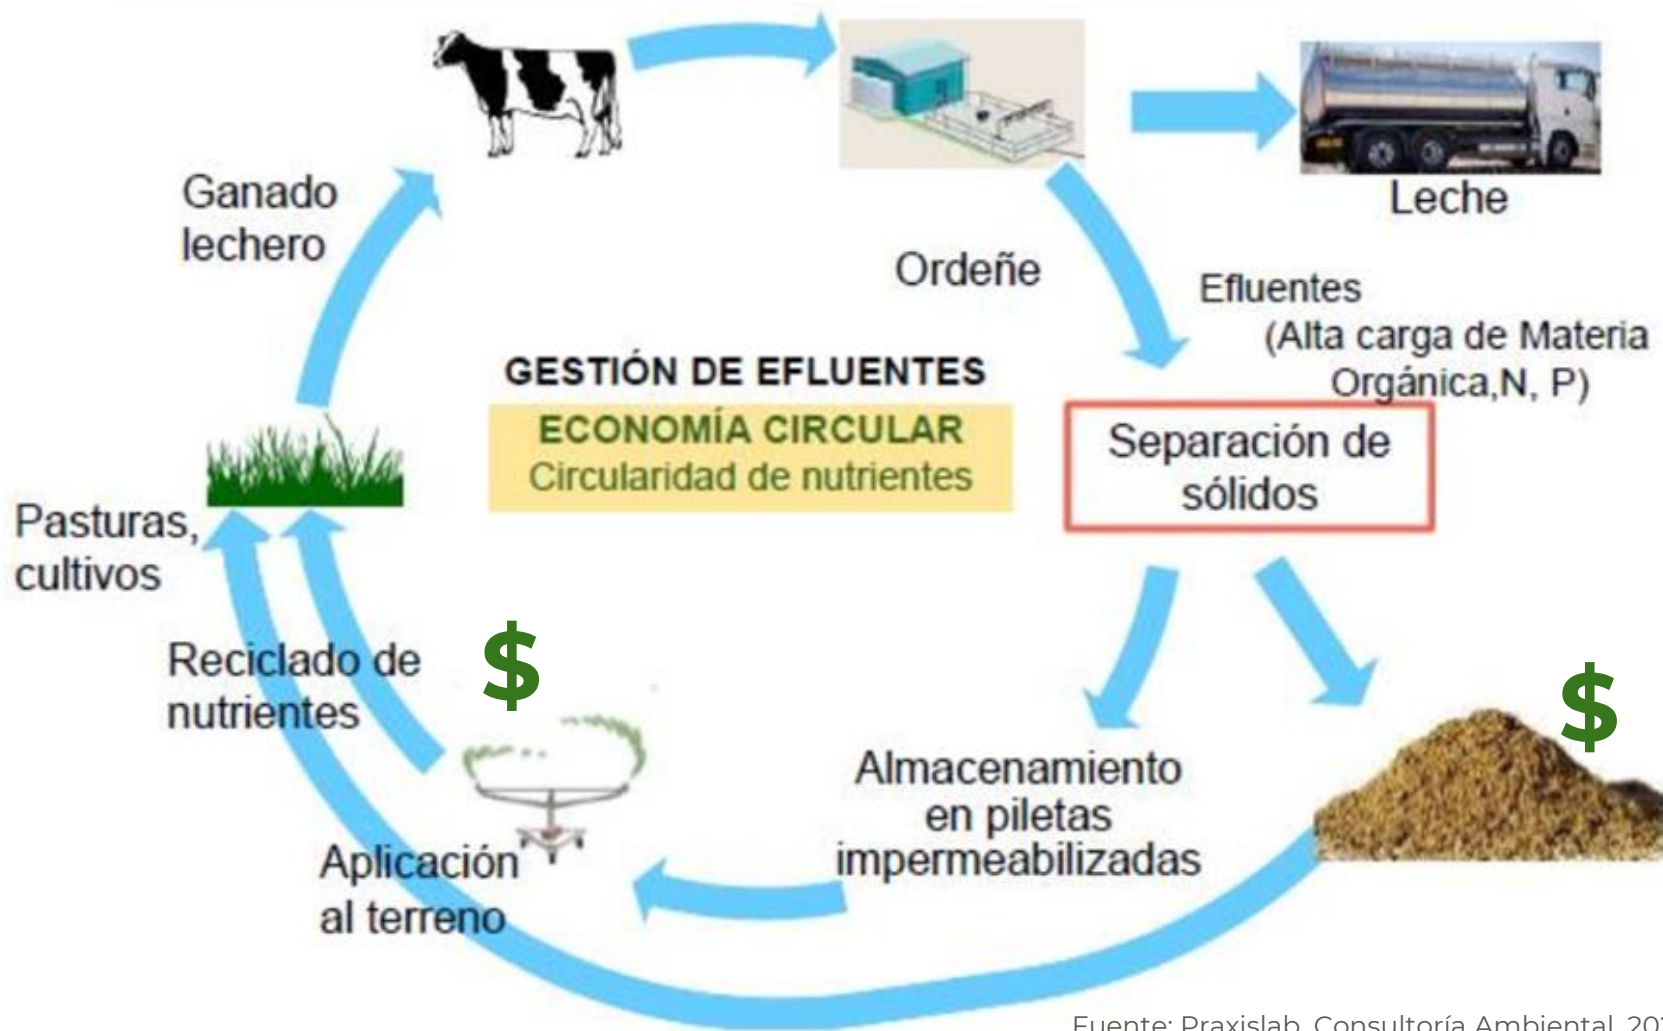 Ganado
lechero
Leche
Ordeñe
Efluentes
(Alta carga de Materia
Orgánica,N, P)
GESTIÓN DE EFLUENTES
ECONOMÍA CIRCULAR
Circularidad de nutrientes
Separación de
sólidos
Pasturas,
cultivos
Reciclado de
nutrientes
$
$
Almacenamiento
en piletas
impermeabilizadas
Aplicación
al terreno
Fuente: Praxislab, Consultoría Ambiental,